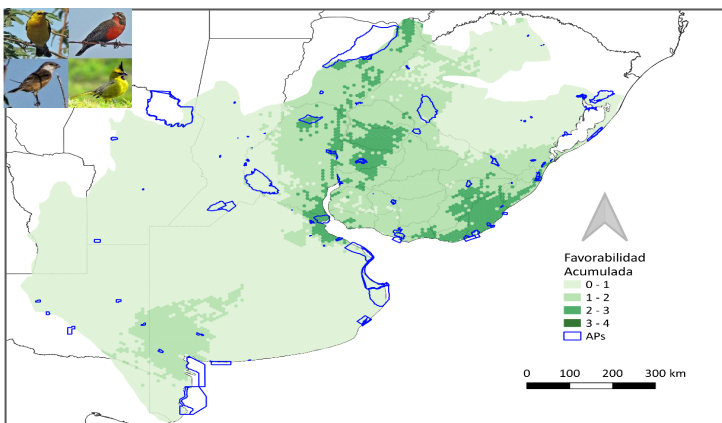 Favorabilidad
Acumulada
0 - 1
1 - 2
2 - 3
3 - 4
APs
0 100 200 300 km